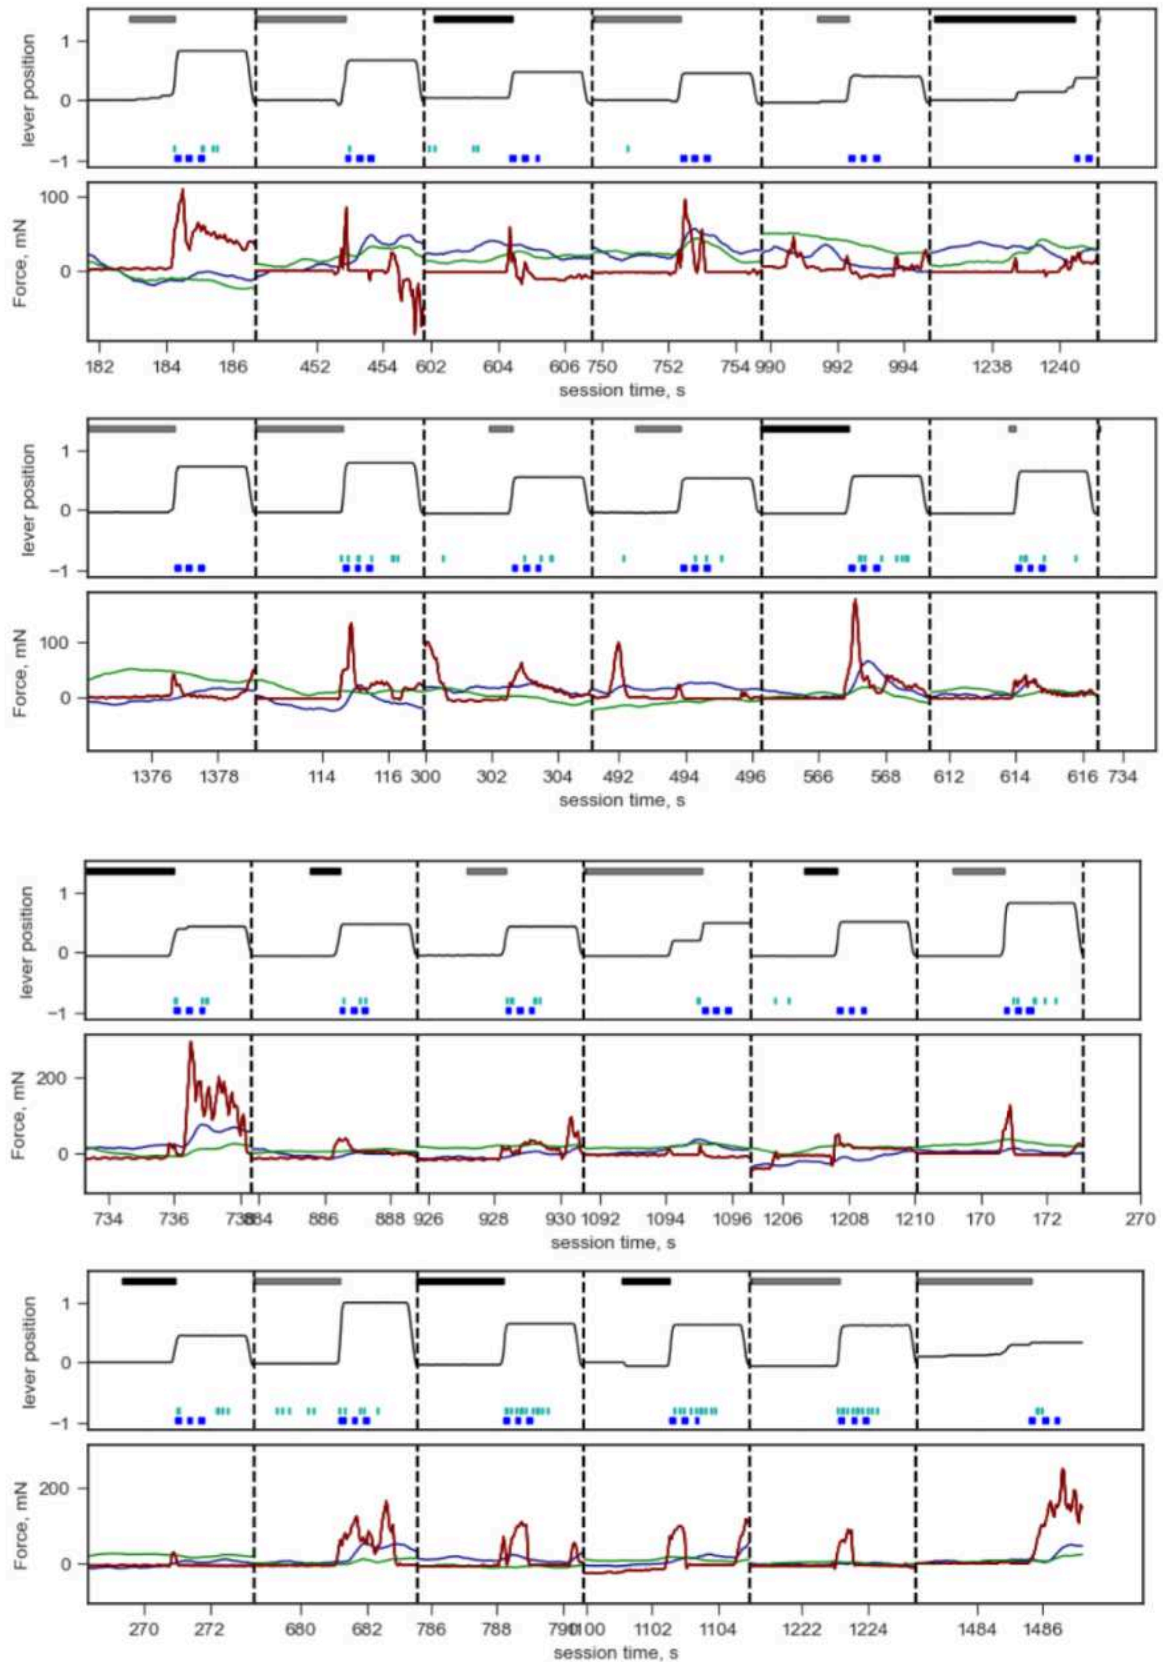 lever position
1
0
−1
Force, mN
100
0
182 184 186 452 454 602 604 606 750 752 754 990 992 994 1238 1240
session time, s
lever position
1
0
−1
Force, mN
100
0
1376 1378 114 116 300 302 304 492 494 496 566 568 612 614 616 734
session time, s
lever position
1
0
−1
Force, mN
200
0
734 736 738 884 886 888 926 928 930 1092 1094 1096 1206 1208 1210 170 172 270
session time, s
lever position
1
0
−1
Force, mN
200
0
270 272 680 682 786 788 790 1100 1102 1104 1222 1224 1484 1486
session time, s